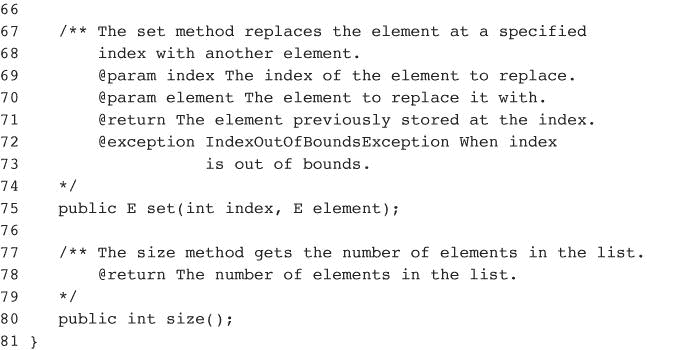 66
67    /** The set method replaces the element at a specified
68        index with another element.
69        @param index The index of the element to replace.
70        @param element The element to replace it with.
71        @return The element previously stored at the index.
72        @exception IndexOutOfBoundsException When index
73                   is out of bounds.
74    */
75    public E set(int index, E element);
76
77    /** The size method gets the number of elements in the list.
78        @return The number of elements in the list.
79    */
80    public int size();
81 }